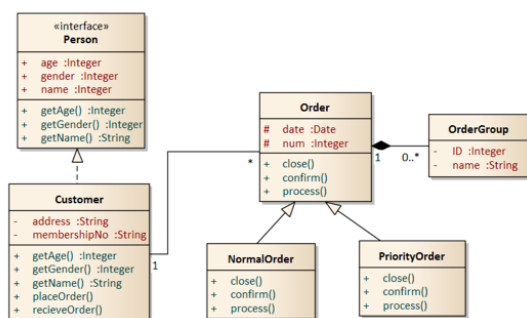 «interface»
Person
+ age :Integer
+ gender :Integer
+ name :Integer
+ getAge() :Integer
+ getGender() :Integer
+ getName() :String
Customer
- address :String
- membershipNo :String
+ getAge() :Integer
+ getGender() :Integer
+ getName() :String
+ placeOrder()
+ recieveOrder()
1
*
Order
# date :Date
# num :Integer
+ close()
+ confirm()
+ process()
1
0..*
OrderGroup
- ID :Integer
- name :String
NormalOrder
+ close()
+ confirm()
+ process()
PriorityOrder
+ close()
+ confirm()
+ process()